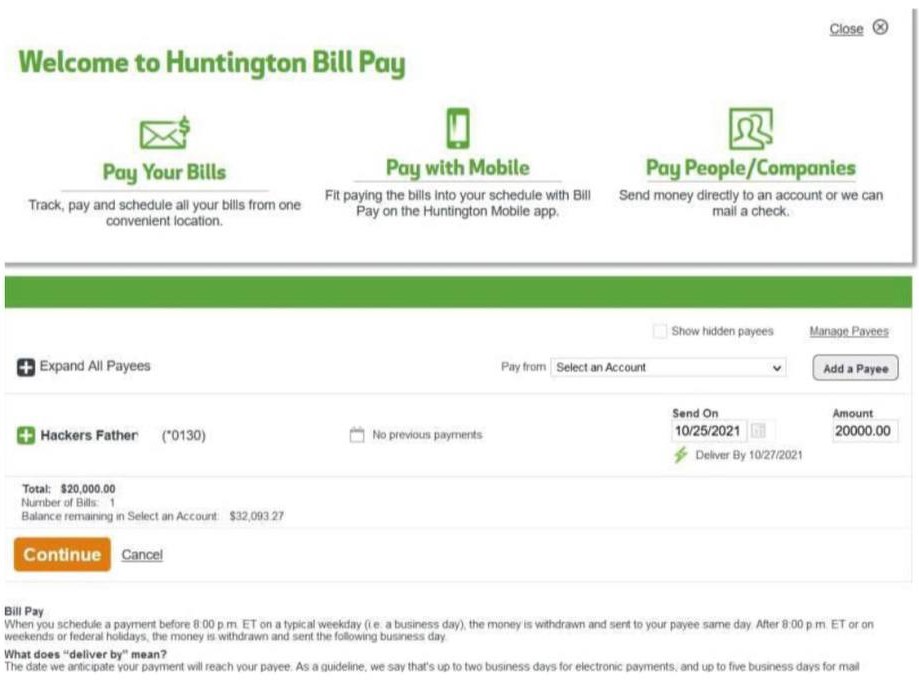 Close
Welcome to Huntington Bill Pay
Pay Your Bills
Track, pay and schedule all your bills from one
convenient location.
Pay with Mobile
Fit paying the bills into your schedule with Bill
Pay on the Huntington Mobile app.
Pay People/Companies
Send money directly to an account or we can
mail a check.
Show hidden payees Manage Payees
Expand All Payees Pay from Select an Account Add a Payee
Send On Amount
Hackers Father (*0130) No previous payments 10/25/2021 20000.00
Deliver By 10/27/2021
Total: $20,000.00
Number of Bills: 1
Balance remaining in Select an Account: $32,093.27
Continue Cancel
Bill Pay
When you schedule a payment before 8:00 p.m. ET on a typical weekday (i.e. a business day), the money is withdrawn and sent to your payee same day. After 8:00 p.m. ET or on
weekends or federal holidays, the money is withdrawn and sent the following business day.
What does "deliver by" mean?
The date we anticipate your payment will reach your payee. As a guideline, we say that's up to two business days for electronic payments, and up to five business days for mail